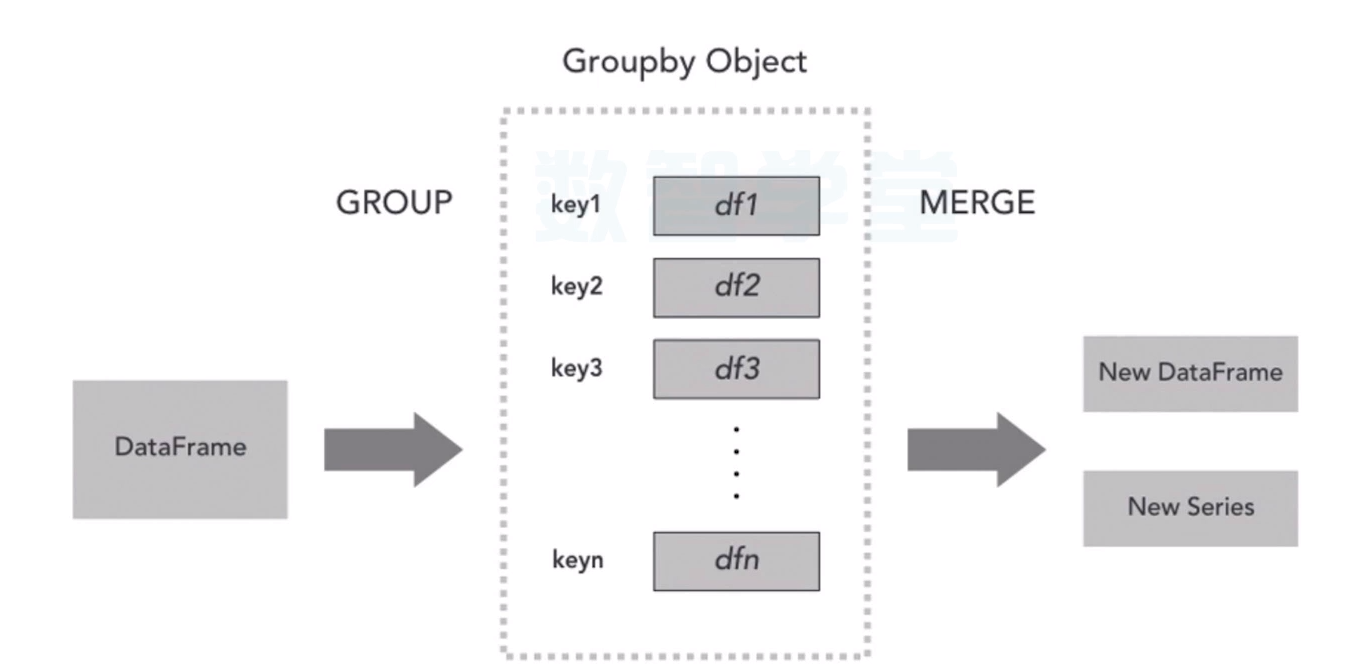 Groupby Object
数智学堂
GROUP
key1
df1
MERGE
key2
df2
key3
df3
New DataFrame
DataFrame
New Series
keyn
dfn